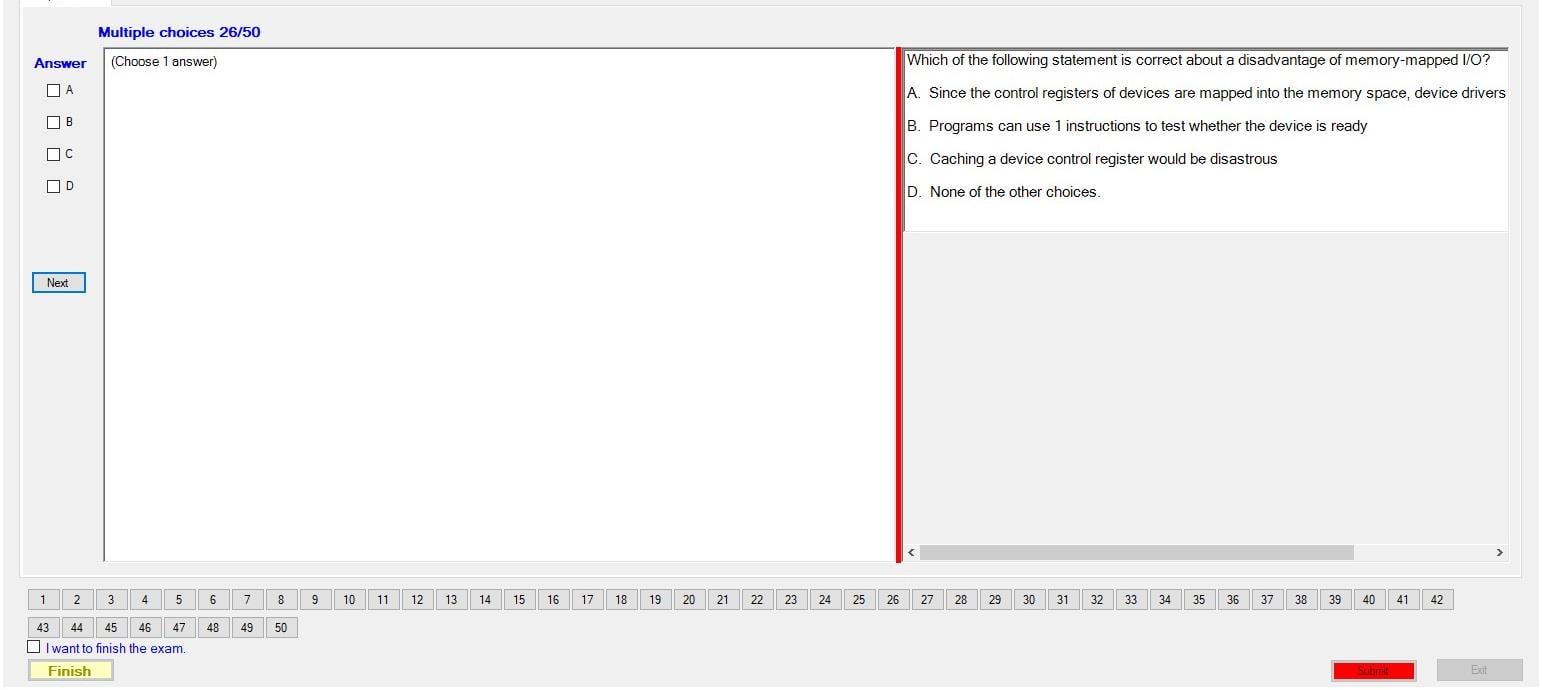 Multiple choices 26/50
Answer
(Choose 1 answer)
A
B
C
D
Next
Which of the following statement is correct about a disadvantage of memory-mapped I/O?
A. Since the control registers of devices are mapped into the memory space, device drivers
B. Programs can use 1 instructions to test whether the device is ready
C. Caching a device control register would be disastrous
D. None of the other choices.
1 2 3 4 5 6 7 8 9 10 11 12 13 14 15 16 17 18 19 20 21 22 23 24 25 26 27 28 29 30 31 32 33 34 35 36 37 38 39 40 41 42
43 44 45 46 47 48 49 50
I want to finish the exam.
Finish
Submit
Exit